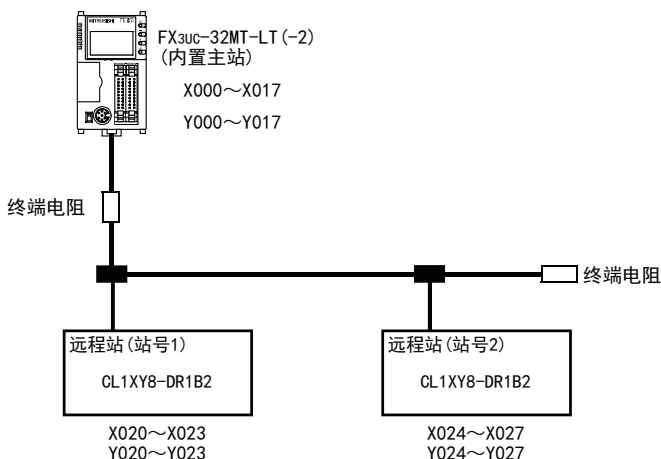 MITSUBISHI
FX3UC-32MT-LT(-2)
(内置主站)
X000～X017
Y000～Y017
终端电阻
终端电阻
远程站(站号1)
CL1XY8-DR1B2
X020～X023
Y020～Y023
远程站(站号2)
CL1XY8-DR1B2
X024～X027
Y024～Y027